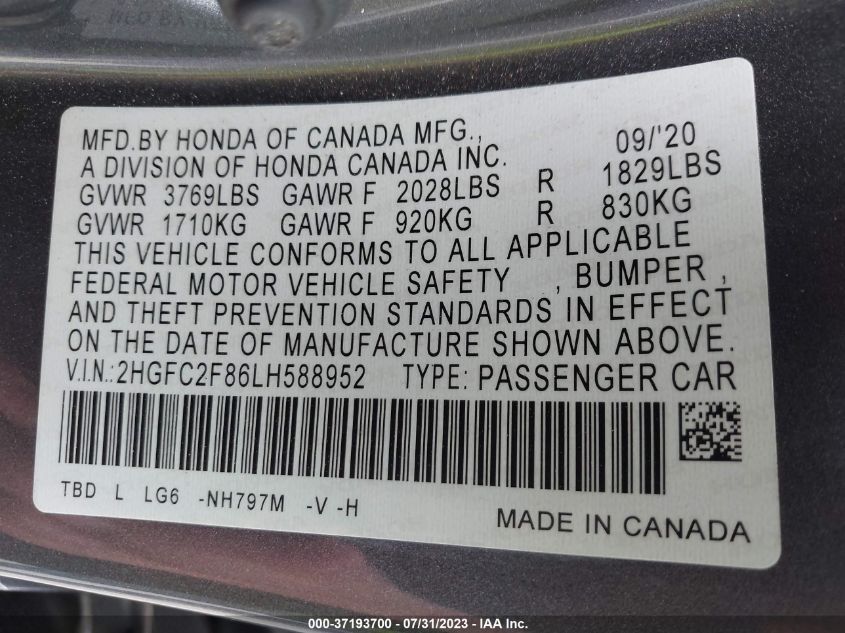 MFD.BY HONDA OF CANADA MFG., 09/'20
A DIVISION OF HONDA CANADA INC.
GVWR 3769LBS GAWR F 2028LBS R 1829LBS
GVWR 1710KG GAWR F 920KG R 830KG
THIS VEHICLE CONFORMS TO ALL APPLICABLE
FEDERAL MOTOR VEHICLE SAFETY , BUMPER ,
AND THEFT PREVENTION STANDARDS IN EFFECT
ON THE DATE OF MANUFACTURE SHOWN ABOVE.
V.I.N.:2HGFC2F86LH588952 TYPE: PASSENGER CAR
TBD L LG6 -NH797M -V -H
MADE IN CANADA
000-37193700 / 07/31/2023 - IAA Inc.